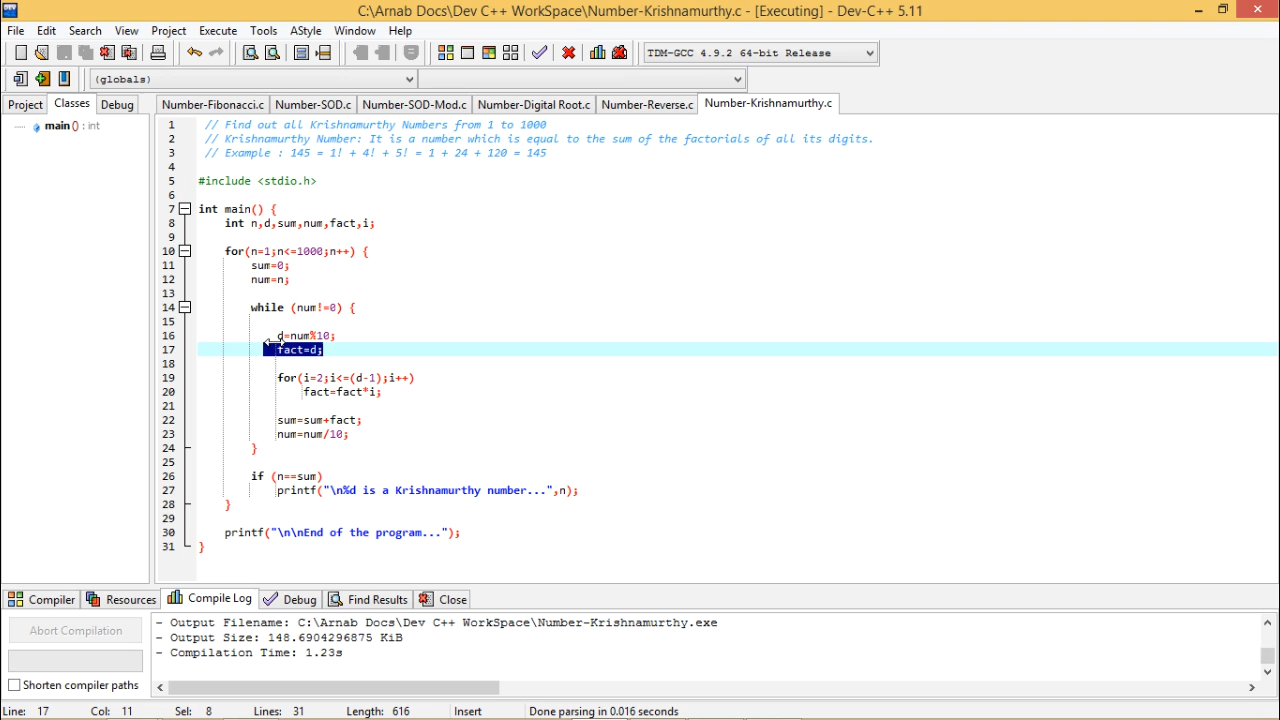 C:\Arnab Docs\Dev C++ WorkSpace\Number-Krishnamurthy.c - [Executing] - Dev-C++ 5.11
File Edit Search View Project Execute Tools AStyle Window Help
TDM-GCC 4.9.2 64-bit Release
(globals)
Project Classes Debug Number-Fibonacci.c Number-SOD.c Number-SOD-Mod.c Number-Digital Root.c Number-Reverse.c Number-Krishnamurthy.c
main() : int
1 // Find out all Krishnamurthy Numbers from 1 to 1000
2 // Krishnamurthy Number: It is a number which is equal to the sum of the factorials of all its digits.
3 // Example : 145 = 1! + 4! + 5! = 1 + 24 + 120 = 145
4
5 #include <stdio.h>
6
7 int main() {
8 int n,d,sum,num,fact,i;
9
10 for(n=1;n<=1000;n++) {
11 sum=0;
12 num=n;
13
14 while (num!=0) {
15
16 d=num%10;
17 fact=d;
18
19 for(i=2;i<=(d-1);i++)
20 fact=fact*i;
21
22 sum=sum+fact;
23 num=num/10;
24 }
25
26 if (n==sum)
27 printf("\n%d is a Krishnamurthy number...",n);
28 }
29
30 printf("\n\nEnd of the program...");
31 }
Compiler Resources Compile Log Debug Find Results Close
Abort Compilation
Shorten compiler paths
- Output Filename: C:\Arnab Docs\Dev C++ WorkSpace\Number-Krishnamurthy.exe
- Output Size: 148.6904296875 KiB
- Compilation Time: 1.23s
Line: 17 Col: 11 Sel: 8 Lines: 31 Length: 616 Insert Done parsing in 0.016 seconds